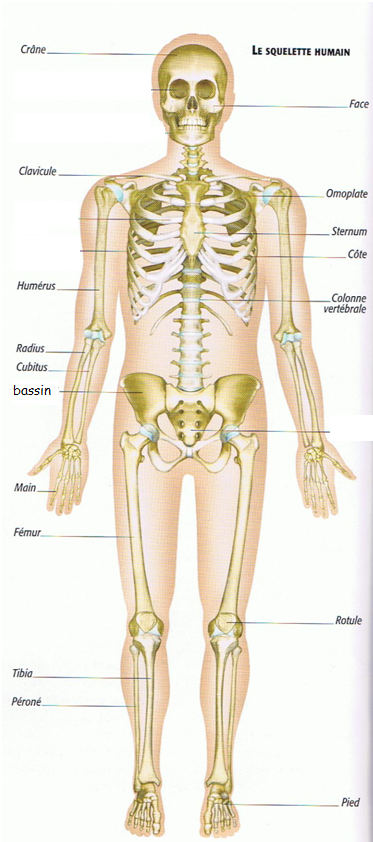 LE SQUELETTE HUMAIN
Crâne
Face
Clavicule
Omoplate
Sternum
Côte
Humérus
Colonne
vertébrale
Radius
Cubitus
bassin
Main
Fémur
Rotule
Tibia
Péroné
Pied